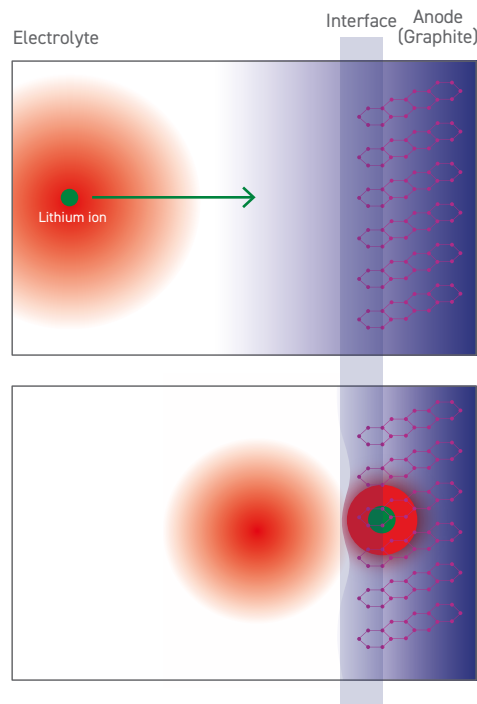 Electrolyte
Interface
Anode
(Graphite)
Lithium ion